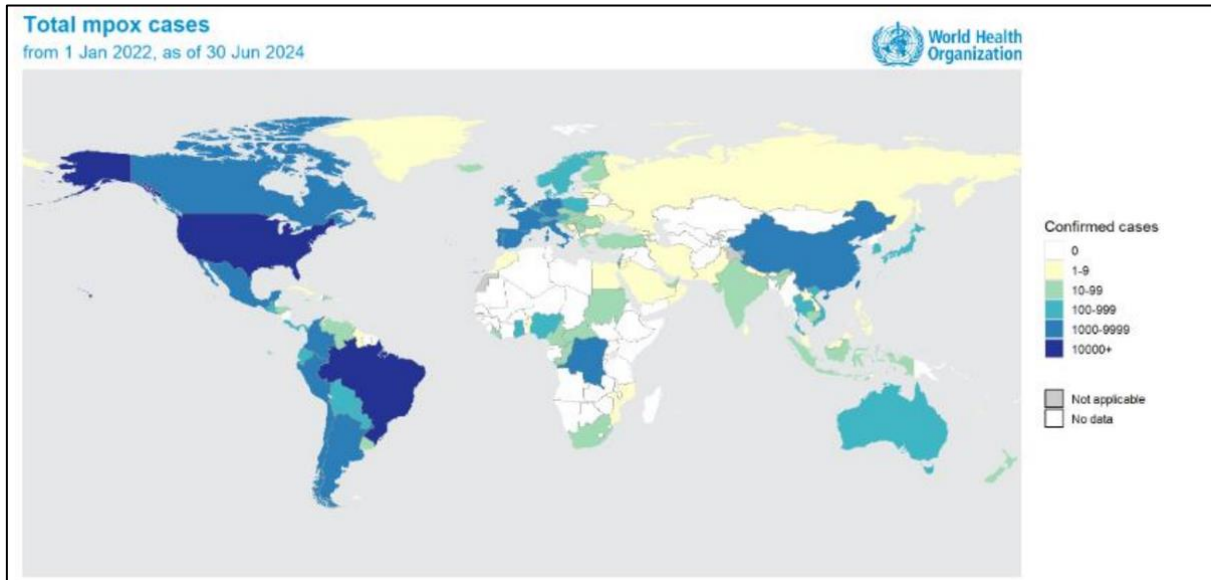 Total mpox cases
from 1 Jan 2022, as of 30 Jun 2024
World Health
Organization
Confirmed cases
0
1-9
10-99
100-999
1000-9999
10000+
Not applicable
No data